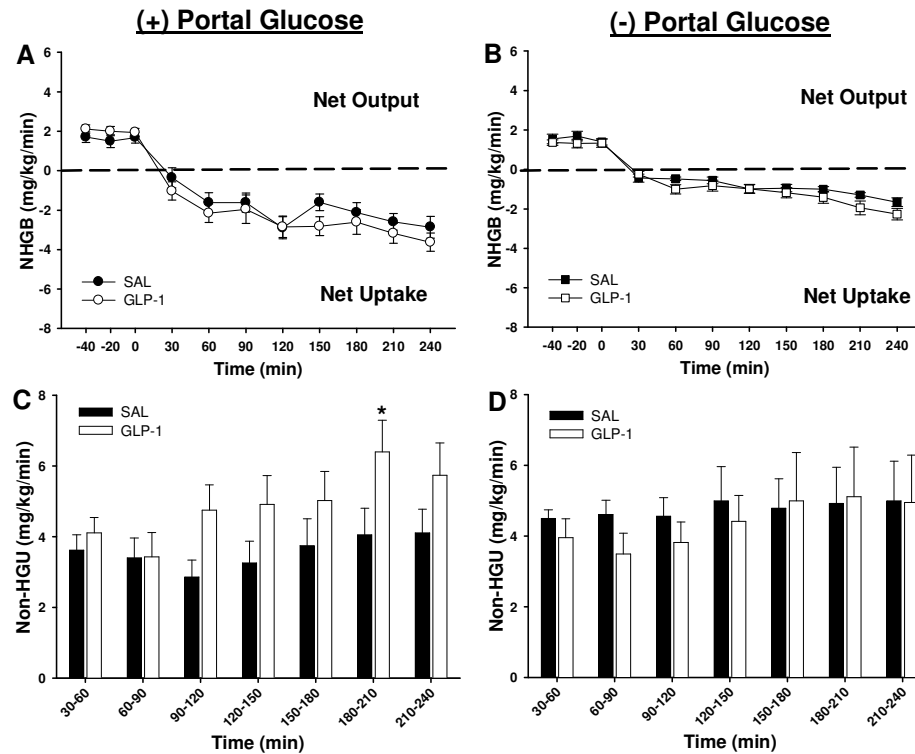 (+) Portal Glucose
(-) Portal Glucose
A
6
4
2
0
-2
-4
-6
-8
NHGB (mg/kg/min)
Net Output
Net Uptake
SAL
GLP-1
-40 -20 0 30 60 90 120 150 180 210 240
Time (min)
B
6
4
2
0
-2
-4
-6
-8
NHGB (mg/kg/min)
Net Output
Net Uptake
SAL
GLP-1
-40 -20 0 30 60 90 120 150 180 210 240
Time (min)
C
8
6
4
2
0
Non-HGU (mg/kg/min)
SAL
GLP-1
*
30-60 60-90 90-120 120-150 150-180 180-210 210-240
Time (min)
D
8
6
4
2
0
Non-HGU (mg/kg/min)
SAL
GLP-1
30-60 60-90 90-120 120-150 150-180 180-210 210-240
Time (min)